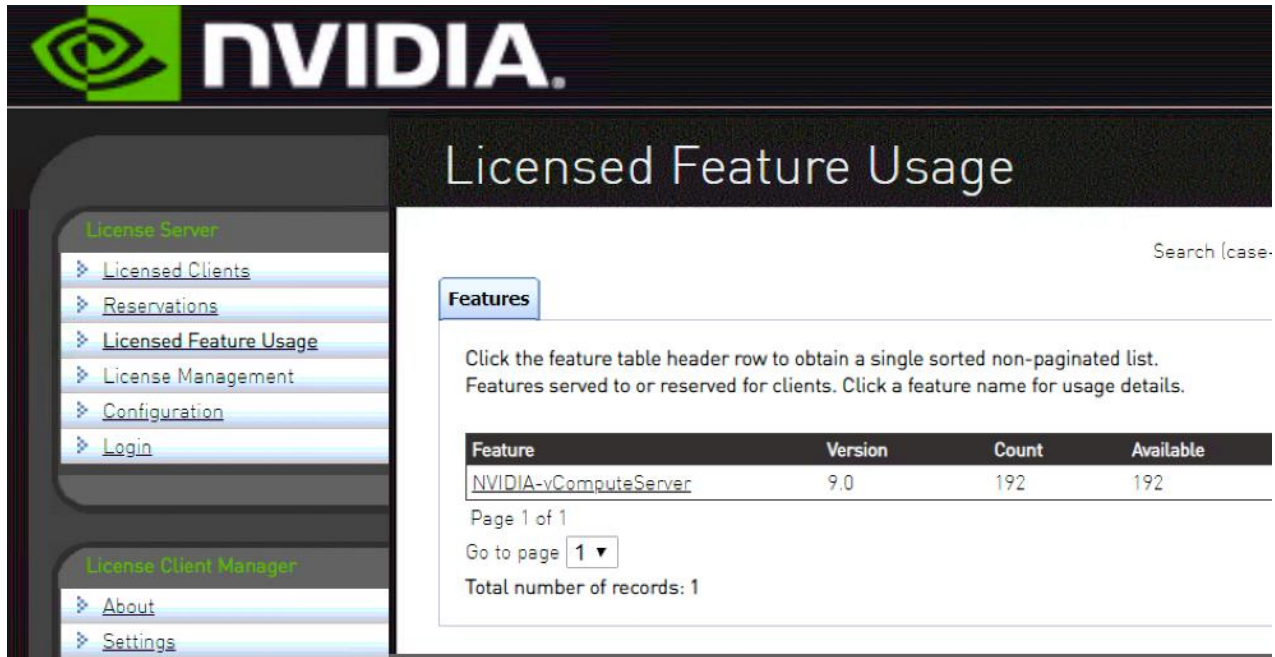 NVIDIA.
Licensed Feature Usage
License Server
Licensed Clients
Reservations
Licensed Feature Usage
License Management
Configuration
Login
License Client Manager
About
Settings
Search (case-
Features
Click the feature table header row to obtain a single sorted non-paginated list.
Features served to or reserved for clients. Click a feature name for usage details.
Feature Version Count Available
NVIDIA-vComputeServer 9.0 192 192
Page 1 of 1
Go to page 1
Total number of records: 1